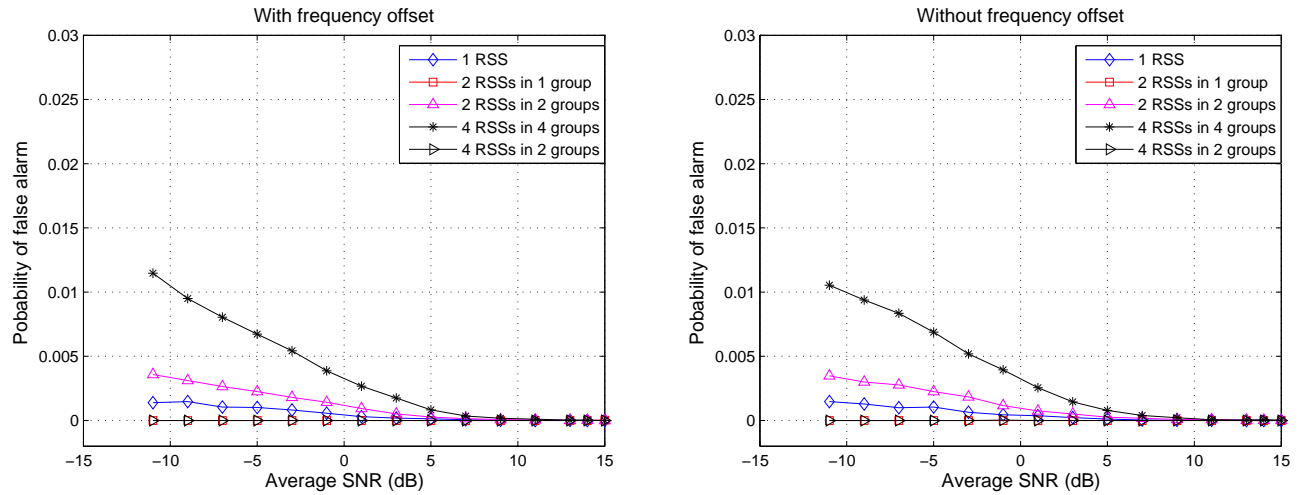 With frequency offset
0.03
0.025
0.02
0.015
0.01
0.005
0
Pobability of false alarm
−15
−10
−5
0
5
10
15
Average SNR (dB)
1 RSS
2 RSSs in 1 group
2 RSSs in 2 groups
4 RSSs in 4 groups
4 RSSs in 2 groups
Without frequency offset
0.03
0.025
0.02
0.015
0.01
0.005
0
Pobability of false alarm
−15
−10
−5
0
5
10
15
Average SNR (dB)
1 RSS
2 RSSs in 1 group
2 RSSs in 2 groups
4 RSSs in 4 groups
4 RSSs in 2 groups